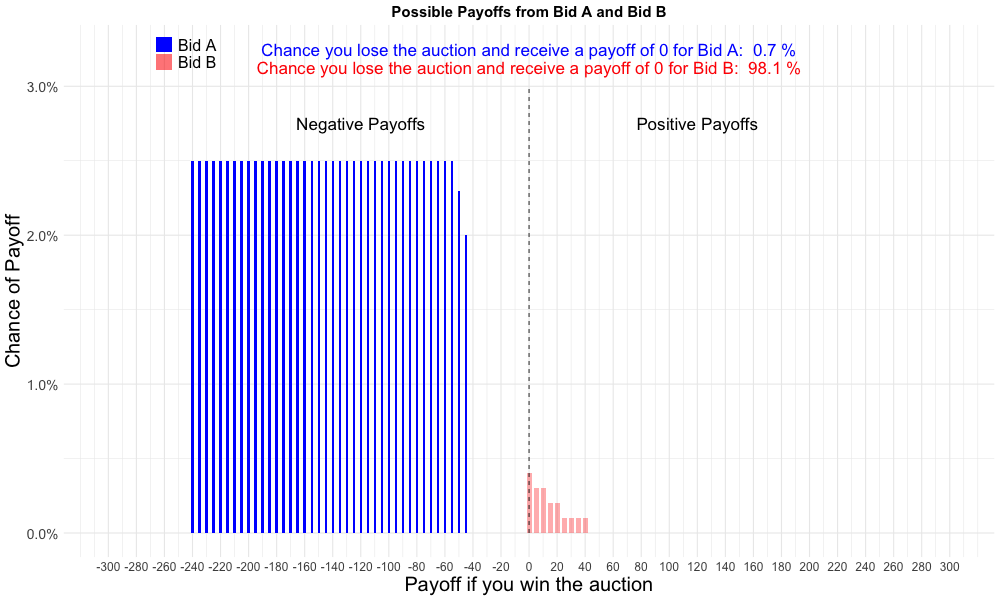 Possible Payoffs from Bid A and Bid B
Bid A
Bid B
Chance you lose the auction and receive a payoff of 0 for Bid A: 0.7 %
Chance you lose the auction and receive a payoff of 0 for Bid B: 98.1 %
3.0%
Negative Payoffs
Positive Payoffs
2.0%
Chance of Payoff
1.0%
0.0%
-300 -280 -260 -240 -220 -200 -180 -160 -140 -120 -100 -80 -60 -40 -20 0 20 40 60 80 100 120 140 160 180 200 220 240 260 280 300
Payoff if you win the auction